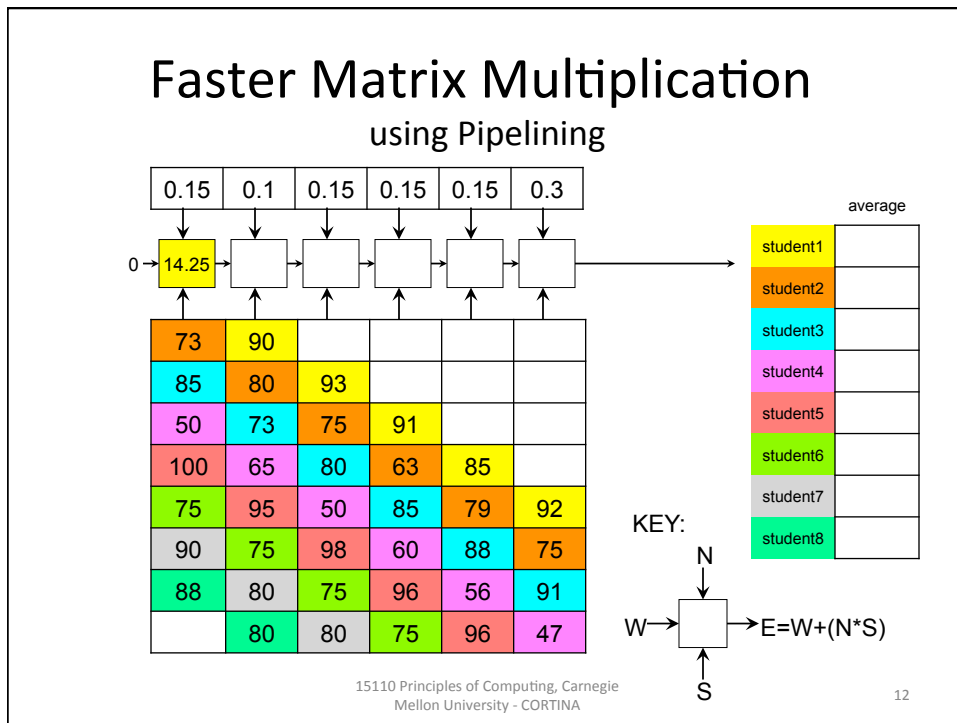 Faster Matrix Multiplication
using Pipelining
0.15 0.1 0.15 0.15 0.15 0.3
average
0 14.25
student1
student2
student3
student4
student5
student6
student7
student8
73 90
85 80 93
50 73 75 91
100 65 80 63 85
75 95 50 85 79 92
90 75 98 60 88 75
88 80 75 96 56 91
80 80 75 96 47
KEY:
N
W E=W+(N*S)
S
15110 Principles of Computing, Carnegie
Mellon University - CORTINA
12